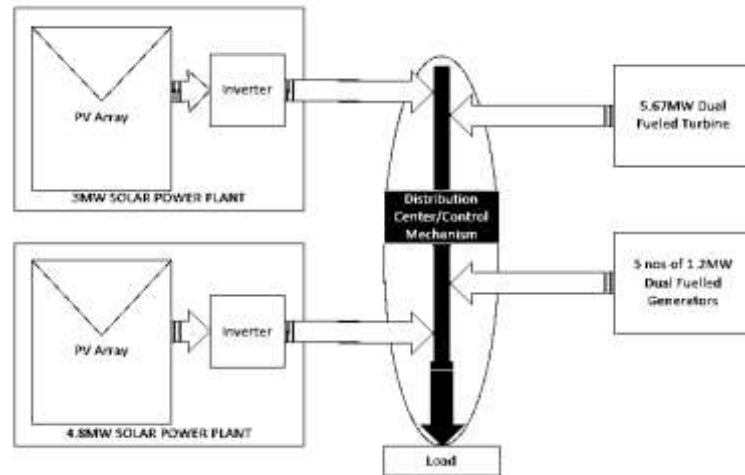 PV Array
Inverter
3MW SOLAR POWER PLANT
PV Array
Inverter
4.8MW SOLAR POWER PLANT
Distribution
Center/Control
Mechanism
Load
5.67MW Dual
Fueled Turbine
5 nos of 1.2MW
Dual Fuelled
Generators